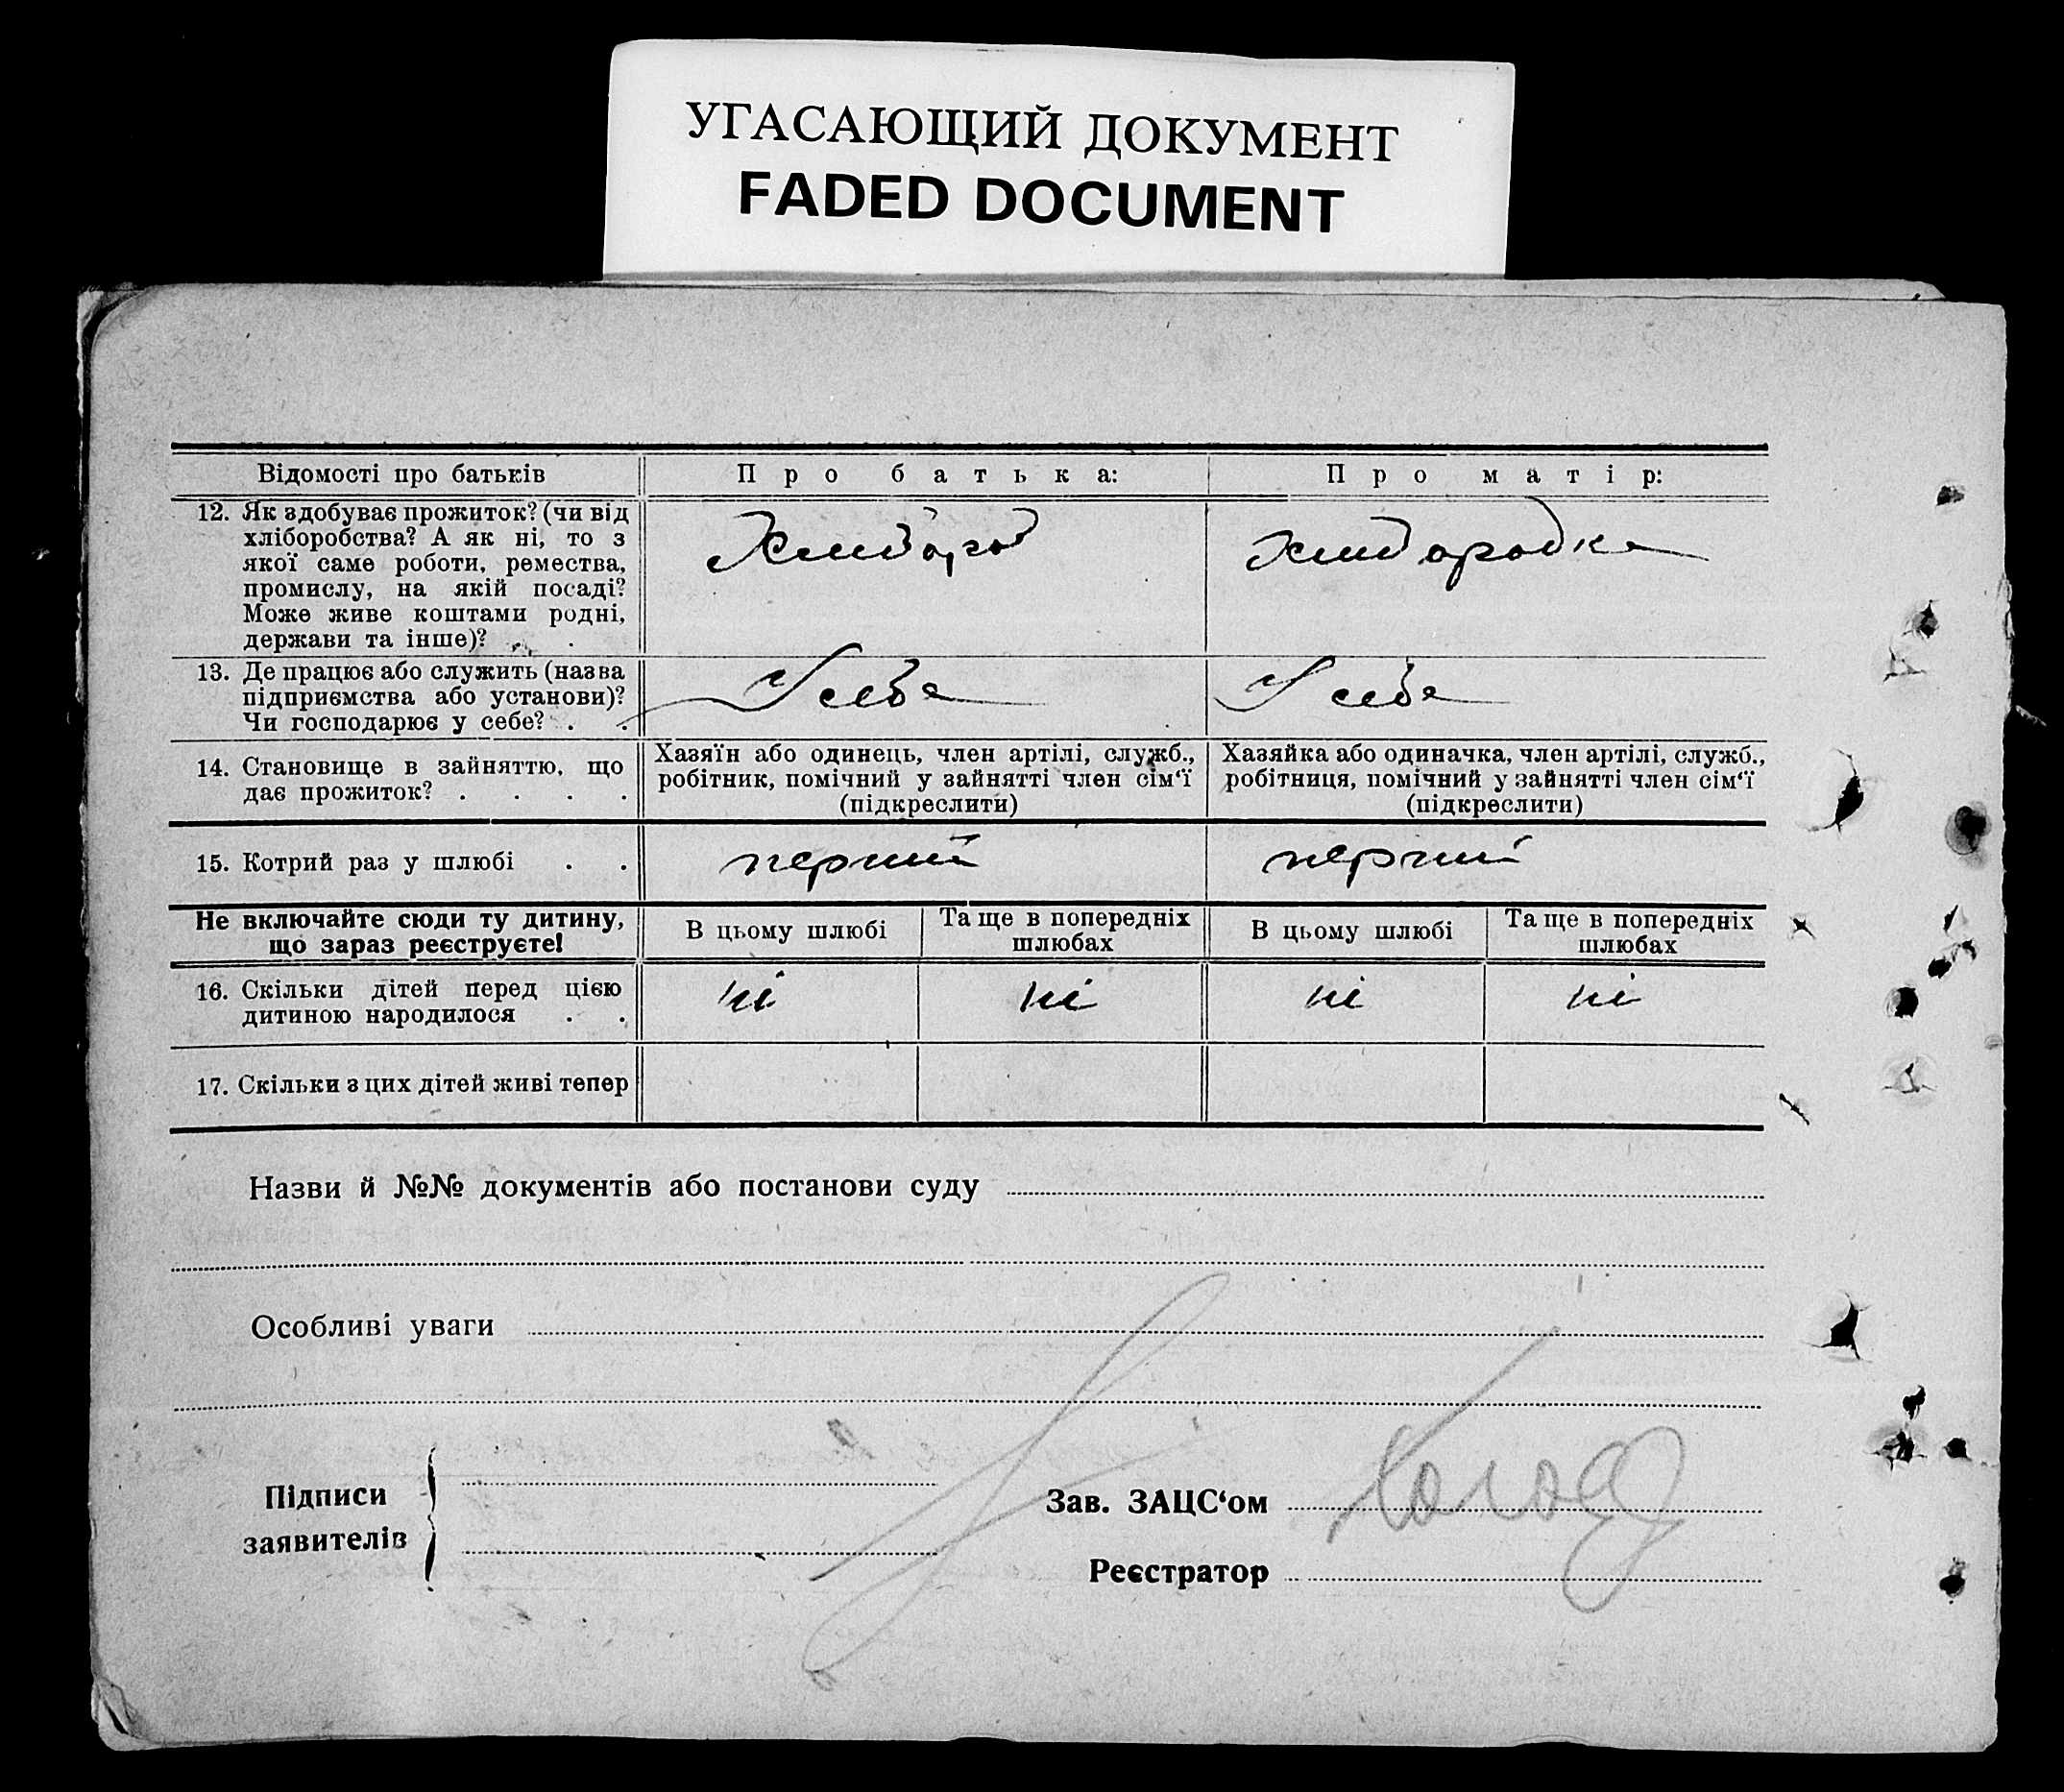 УГАСАЮЩИЙ ДОКУМЕНТ
FADED DOCUMENT
Відомості про батьків
Про батька:
Про матір:
12. Як здобуває прожиток? (чи від
хліборобства? А як ні, то з
якої саме роботи, ремества,
промислу, на якій посаді?
Може живе коштами родні,
держави та інше)? . .
13. Де працює або служить (назва
підприємства або установи)?
Чи господарює у себе? . .
У себе
У себе
14. Становище в зайняттю, що
дає прожиток? . . . .
Хазяїн або одинець, член артілі, служб.,
робітник, помічний у зайнятті член сім‘ї
(підкреслити)
Хазяйка або одиначка, член артілі, служб.,
робітниця, помічний у зайнятті член сім‘ї
(підкреслити)
15. Котрий раз у шлюбі . .
перший
перший
Не включайте сюди ту дитину,
що зараз реєструєте!
В цьому шлюбі
Та ще в попередніх
шлюбах
В цьому шлюбі
Та ще в попередніх
шлюбах
16. Скільки дітей перед цією
дитиною народилося . .
ні
ні
ні
ні
17. Скільки з цих дітей живі тепер
Назви й №№ документів або постанови суду
Особливі уваги
Підписи
заявителів
Зав. ЗАЦС‘ом
Реєстратор